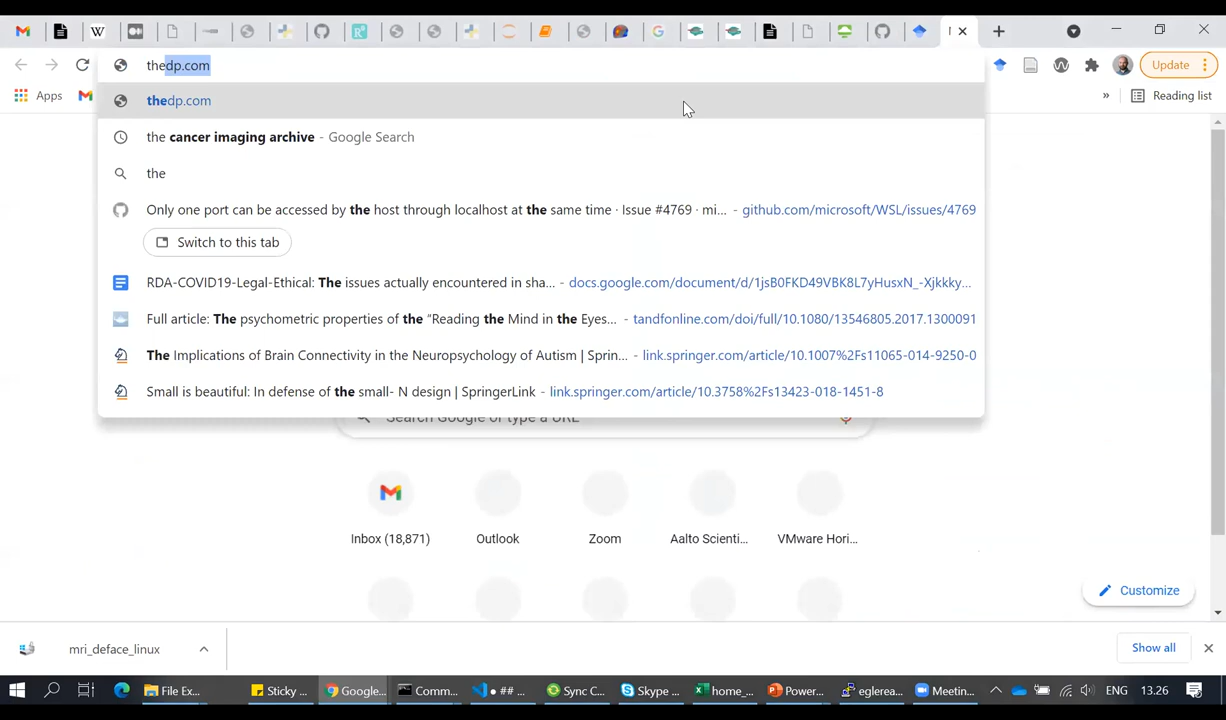 thedp.com
Update
Apps
»
Reading list
thedp.com
the cancer imaging archive - Google Search
the
Only one port can be accessed by the host through localhost at the same time · Issue #4769 · mi... - github.com/microsoft/WSL/issues/4769
Switch to this tab
RDA-COVID19-Legal-Ethical: The issues actually encountered in sha... - docs.google.com/document/d/1jsB0FKD49VBK8L7yHusxN_-Xjkkky...
Full article: The psychometric properties of the “Reading the Mind in the Eyes... - tandfonline.com/doi/full/10.1080/13546805.2017.1300091
The Implications of Brain Connectivity in the Neuropsychology of Autism | Sprin... - link.springer.com/article/10.1007%2Fs11065-014-9250-0
Small is beautiful: In defense of the small- N design | SpringerLink - link.springer.com/article/10.3758%2Fs13423-018-1451-8
Search Google or type a URL
Inbox (18,871)
Outlook
Zoom
Aalto Scienti...
VMware Hori...
Customize
mri_deface_linux
Show all
File Ex...
Sticky ...
Google...
Comm...
● ## ...
Sync C...
Skype ...
home_...
Power...
eglerea...
Meetin...
ENG
13.26